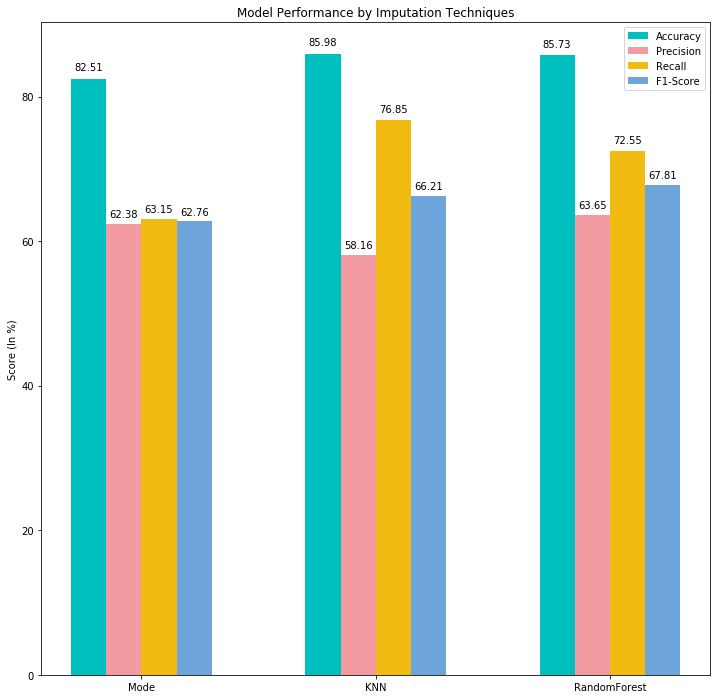 Model Performance by Imputation Techniques
Accuracy
Precision
Recall
F1-Score
Score (In %)
80
60
40
20
0
82.51
62.38
63.15
62.76
85.98
58.16
76.85
66.21
85.73
63.65
72.55
67.81
Mode
KNN
RandomForest